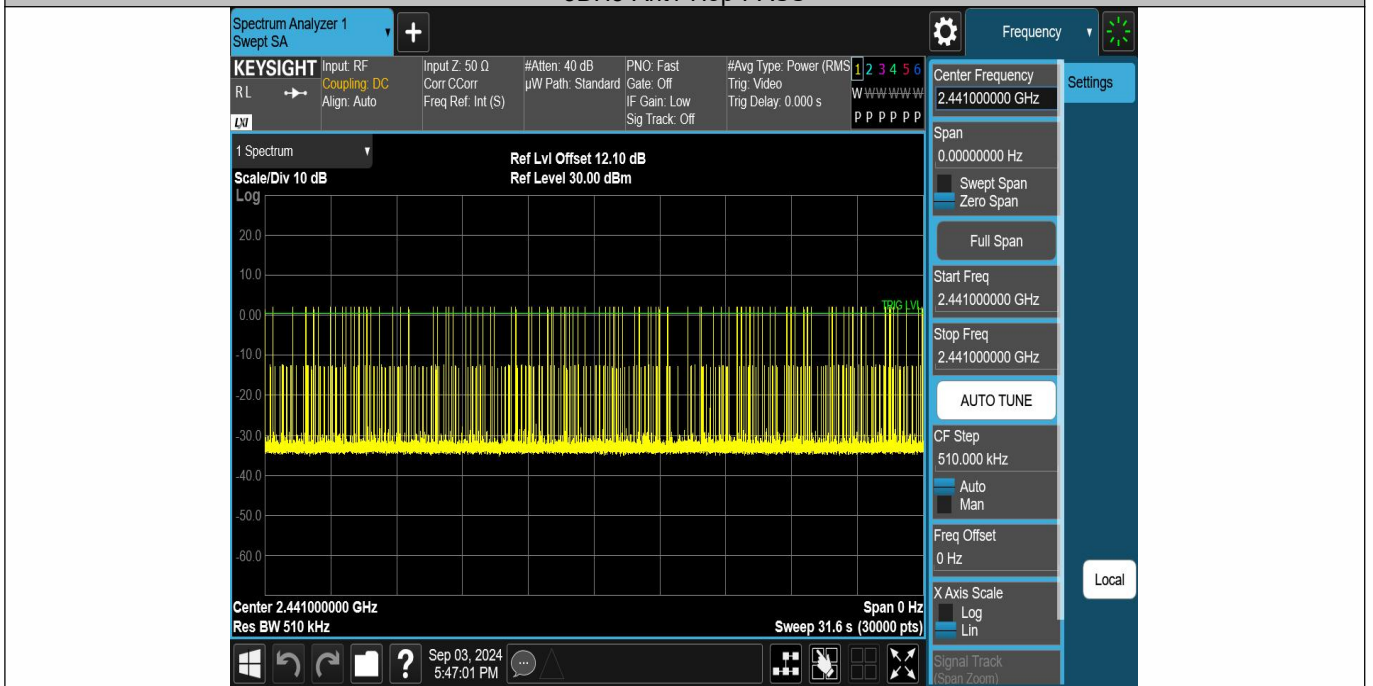 Spectrum Analyzer 1
Swept SA
+
Frequency
KEYSIGHT
RL
LXI
Input: RF
Coupling: DC
Align: Auto
Input Z: 50 Ω
Corr CCorr
Freq Ref: Int (S)
#Atten: 40 dB
µW Path: Standard
PNO: Fast
Gate: Off
IF Gain: Low
Sig Track: Off
#Avg Type: Power (RMS
Trig: Video
Trig Delay: 0.000 s
1 2 3 4 5 6
W W W W W W
P P P P P P
1 Spectrum
Scale/Div 10 dB
Ref Lvl Offset 12.10 dB
Ref Level 30.00 dBm
Log
20.0
10.0
0.00
-10.0
-20.0
-30.0
-40.0
-50.0
-60.0
TRIG LVL
Center 2.441000000 GHz
Res BW 510 kHz
Span 0 Hz
Sweep 31.6 s (30000 pts)
Center Frequency
2.441000000 GHz
Settings
Span
0.00000000 Hz
Swept Span
Zero Span
Full Span
Start Freq
2.441000000 GHz
Stop Freq
2.441000000 GHz
AUTO TUNE
CF Step
510.000 kHz
Auto
Man
Freq Offset
0 Hz
X Axis Scale
Log
Lin
Local
Signal Track
(Span Zoom)
?
Sep 03, 2024
5:47:01 PM